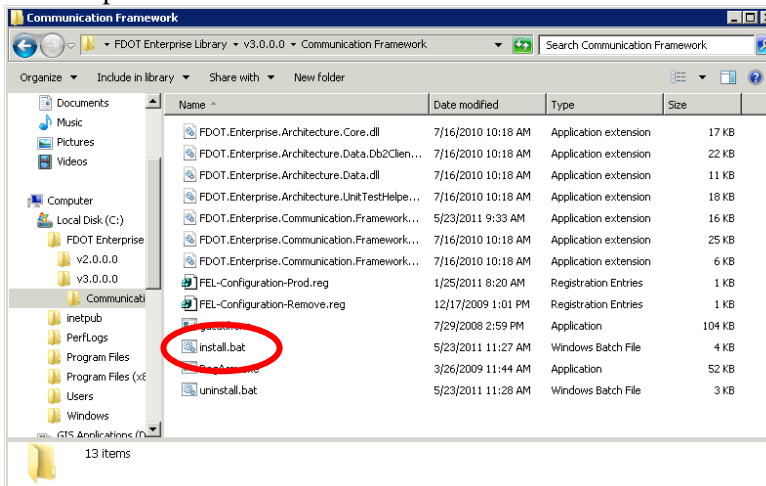 Communication Framework
FDOT Enterprise Library v3.0.0.0 Communication Framework
Search Communication Framework
Organize Include in library Share with New folder
Documents
Music
Pictures
Videos
Computer
Local Disk (C:)
FDOT Enterprise
v2.0.0.0
v3.0.0.0
Communicati
inetpub
PerfLogs
Program Files
Program Files (x8
Users
Windows
GIS Applications (D
Name Date modified Type Size
FDOT.Enterprise.Architecture.Core.dll 7/16/2010 10:18 AM Application extension 17 KB
FDOT.Enterprise.Architecture.Data.Db2Clien... 7/16/2010 10:18 AM Application extension 22 KB
FDOT.Enterprise.Architecture.Data.dll 7/16/2010 10:18 AM Application extension 11 KB
FDOT.Enterprise.Architecture.UnitTestHelpe... 7/16/2010 10:18 AM Application extension 18 KB
FDOT.Enterprise.Communication.Framework... 5/23/2011 9:33 AM Application extension 16 KB
FDOT.Enterprise.Communication.Framework... 7/16/2010 10:18 AM Application extension 25 KB
FDOT.Enterprise.Communication.Framework... 7/16/2010 10:18 AM Application extension 6 KB
FEL-Configuration-Prod.reg 1/25/2011 8:20 AM Registration Entries 1 KB
FEL-Configuration-Remove.reg 12/17/2009 1:01 PM Registration Entries 1 KB
7/29/2008 2:59 PM Application 104 KB
install.bat 5/23/2011 11:27 AM Windows Batch File 4 KB
3/26/2009 11:44 AM Application 52 KB
uninstall.bat 5/23/2011 11:28 AM Windows Batch File 3 KB
13 items